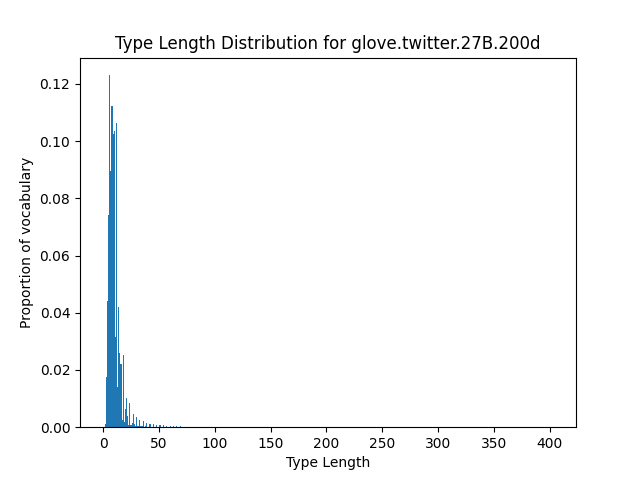 Type Length Distribution for glove.twitter.27B.200d
Proportion of vocabulary
0.12
0.10
0.08
0.06
0.04
0.02
0.00
0 50 100 150 200 250 300 350 400
Type Length